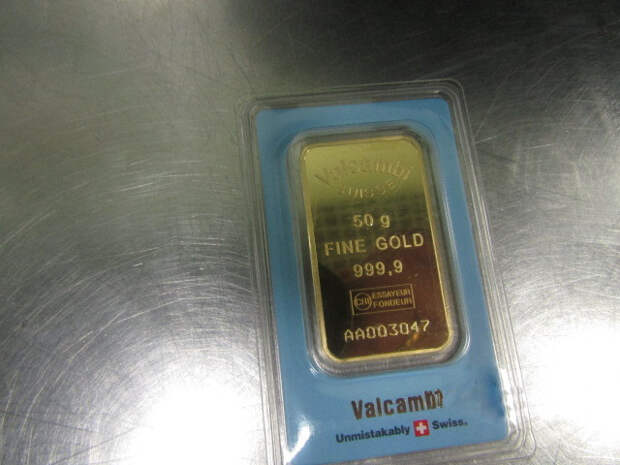 Valcambi
SUISSE
50 g
FINE GOLD
999,9
CHI ESSAYEUR
FONDEUR
AA003047
Valcambi
Unmistakably Swiss.